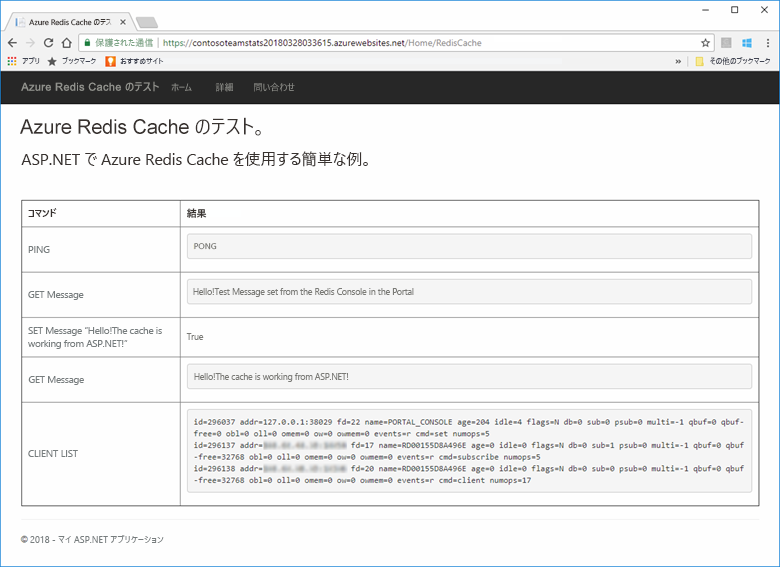 Azure Redis Cache のテス
保護された通信 | https://contosoteamstats20180328033615.azurewebsites.net/Home/RedisCache
アプリ ブックマーク おすすめサイト » その他のブックマーク
Azure Redis Cache のテスト ホーム 詳細 問い合わせ
Azure Redis Cache のテスト。
ASP.NET で Azure Redis Cache を使用する簡単な例。
コマンド 結果
PING PONG
GET Message Hello!Test Message set from the Redis Console in the Portal
SET Message “Hello!The cache is
working from ASP.NET!” True
GET Message Hello!The cache is working from ASP.NET!
CLIENT LIST
id=296037 addr=127.0.0.1:38029 fd=22 name=PORTAL_CONSOLE age=204 idle=4 flags=N db=0 sub=0 psub=0 multi=-1 qbuf=0 qbuf-
free=0 obl=0 oll=0 omem=0 ow=0 owmem=0 events=r cmd=set numops=5
id=296137 addr= fd=17 name=RD00155D8A496E age=0 idle=0 flags=N db=0 sub=1 psub=0 multi=-1 qbuf=0 qbuf
-free=32768 obl=0 oll=0 omem=0 ow=0 owmem=0 events=r cmd=subscribe numops=5
id=296138 addr= fd=20 name=RD00155D8A496E age=0 idle=0 flags=N db=0 sub=0 psub=0 multi=-1 qbuf=0 qbuf
-free=32768 obl=0 oll=0 omem=0 ow=0 owmem=0 events=r cmd=client numops=17
© 2018 - マイ ASP.NET アプリケーション